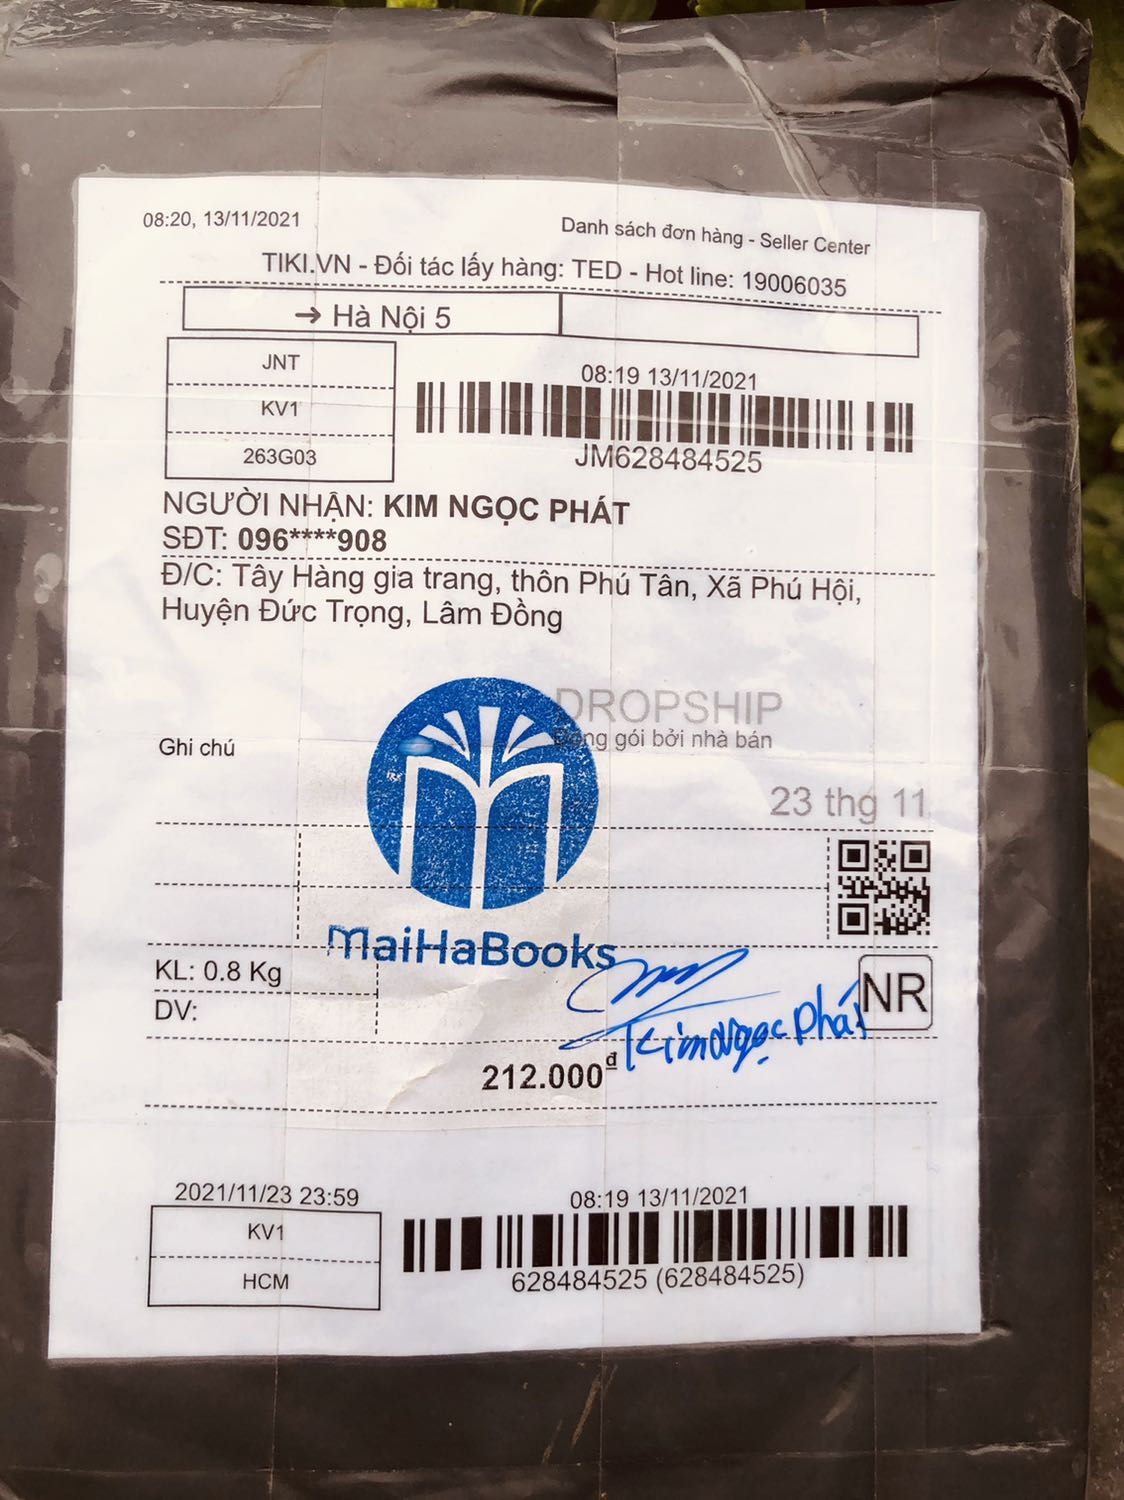 08:20, 13/11/2021
Danh sách đơn hàng - Seller Center
TIKI.VN - Đối tác lấy hàng: TED - Hot line: 19006035
→ Hà Nội 5
JNT
KV1
263G03
08:19 13/11/2021
JM628484525
NGƯỜI NHẬN: KIM NGỌC PHÁT
SĐT: 096****908
Đ/C: Tây Hàng gia trang, thôn Phú Tân, Xã Phú Hội,
Huyện Đức Trọng, Lâm Đồng
DROPSHIP
Đóng gói bởi nhà bán
Ghi chú
23 thg 11
MaiHaBooks
KL: 0.8 Kg
DV:
NR
Kim Ngọc Phát
212.000đ
2021/11/23 23:59
KV1
HCM
08:19 13/11/2021
628484525 (628484525)